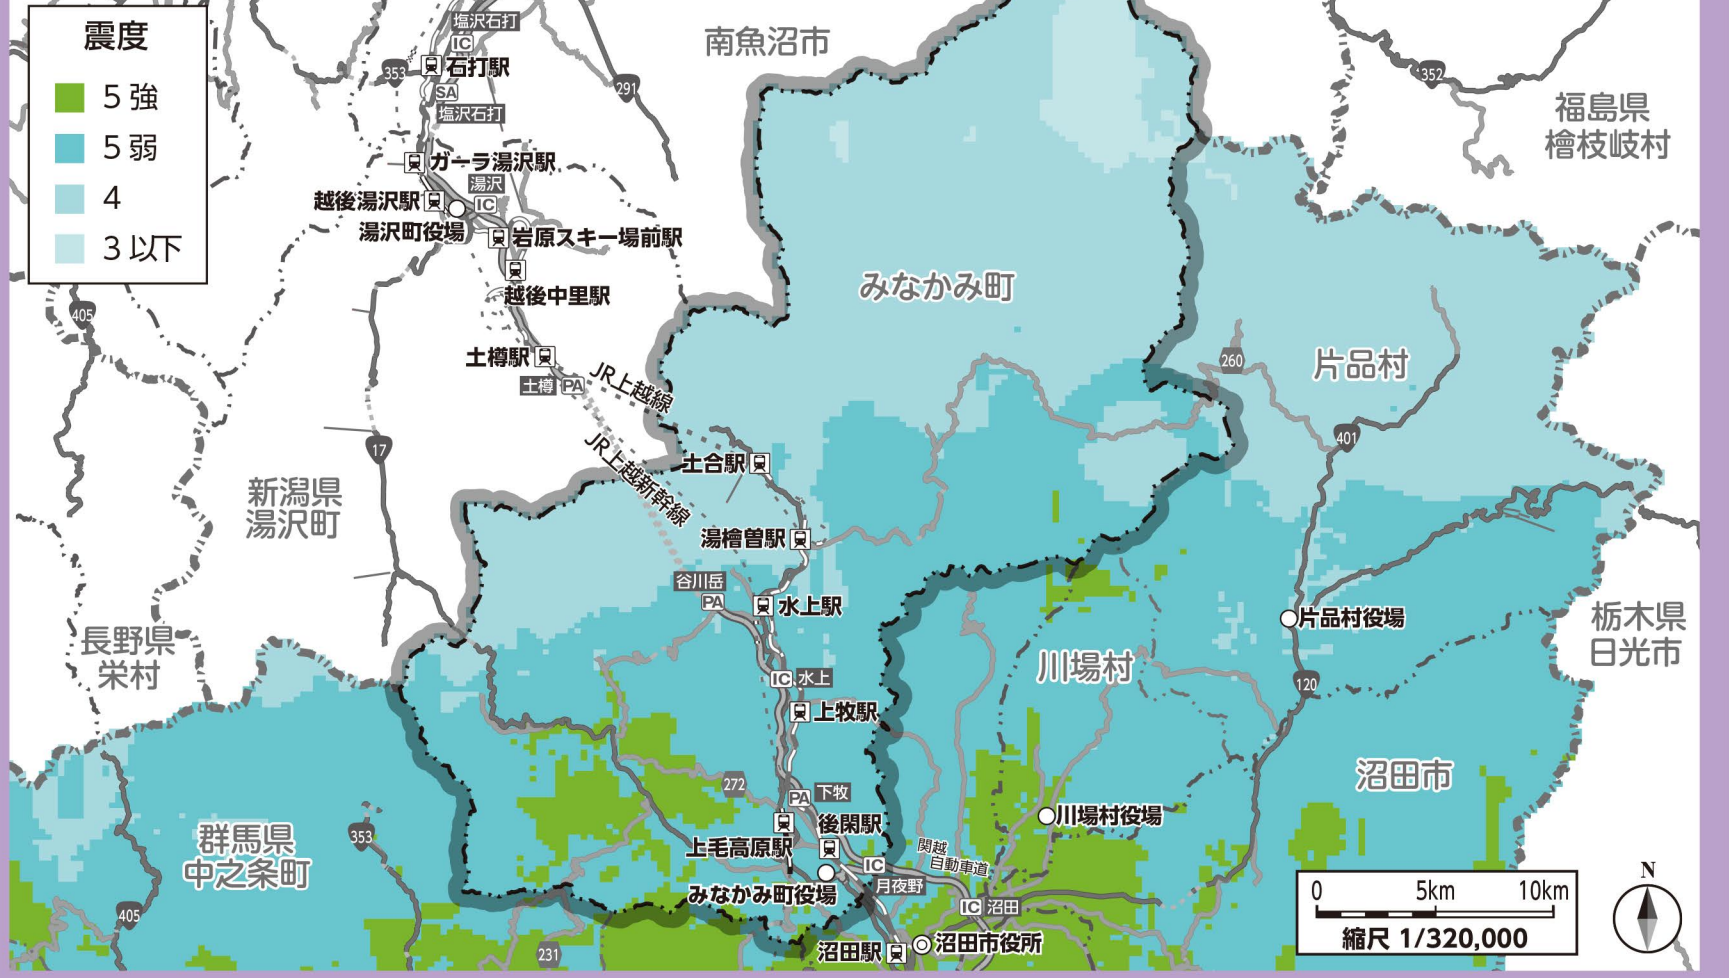 震度
5強
5弱
4
3以下
塩沢石打
IC
石打駅
353
SA
塩沢石打
291
南魚沼市
352
福島県
檜枝岐村
ガーラ湯沢駅
湯沢
IC
越後湯沢駅
湯沢町役場
岩原スキー場前駅
越後中里駅
405
みなかみ町
土樽駅
土樽
PA
JR上越線
260
片品村
401
17
JR上越新幹線
土合駅
新潟県
湯沢町
湯檜曽駅
谷川岳
PA
水上駅
片品村役場
栃木県
日光市
長野県
栄村
川場村
IC
水上
120
上牧駅
沼田市
272
PA
下牧
川場村役場
後閑駅
353
群馬県
中之条町
上毛高原駅
関越
自動車道
IC
月夜野
みなかみ町役場
IC
沼田
405
沼田市役所
沼田駅
231
0
5km
10km
縮尺 1/320,000
N